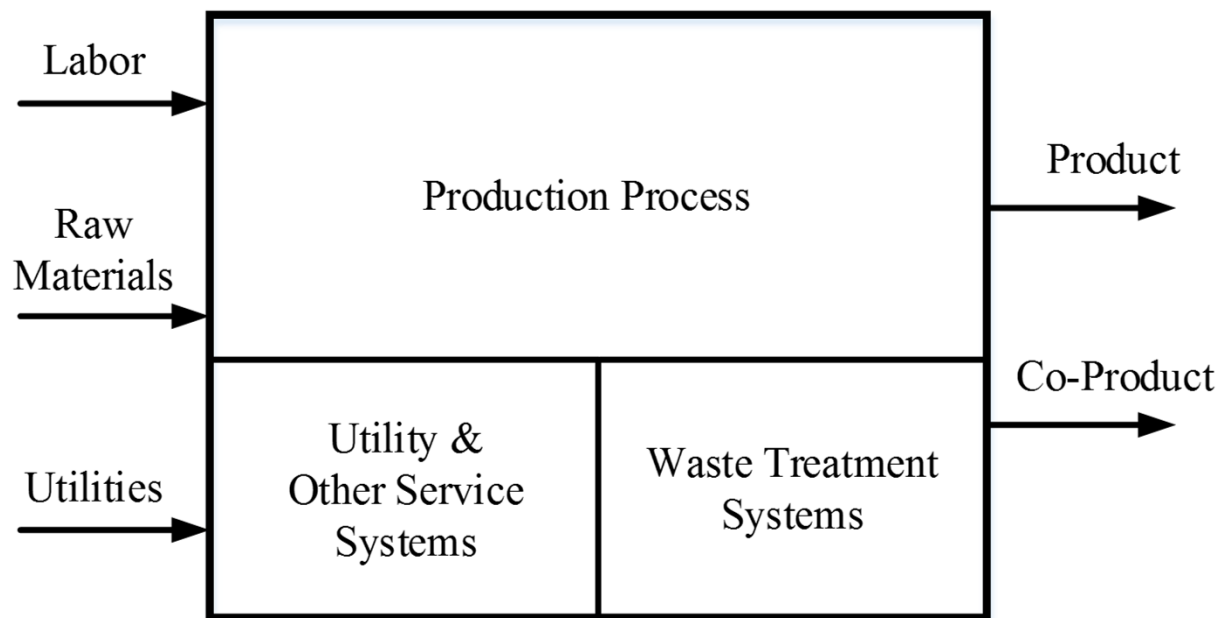 Labor
Raw
Materials
Utilities
Production Process
Utility &
Other Service
Systems
Waste Treatment
Systems
Product
Co-Product